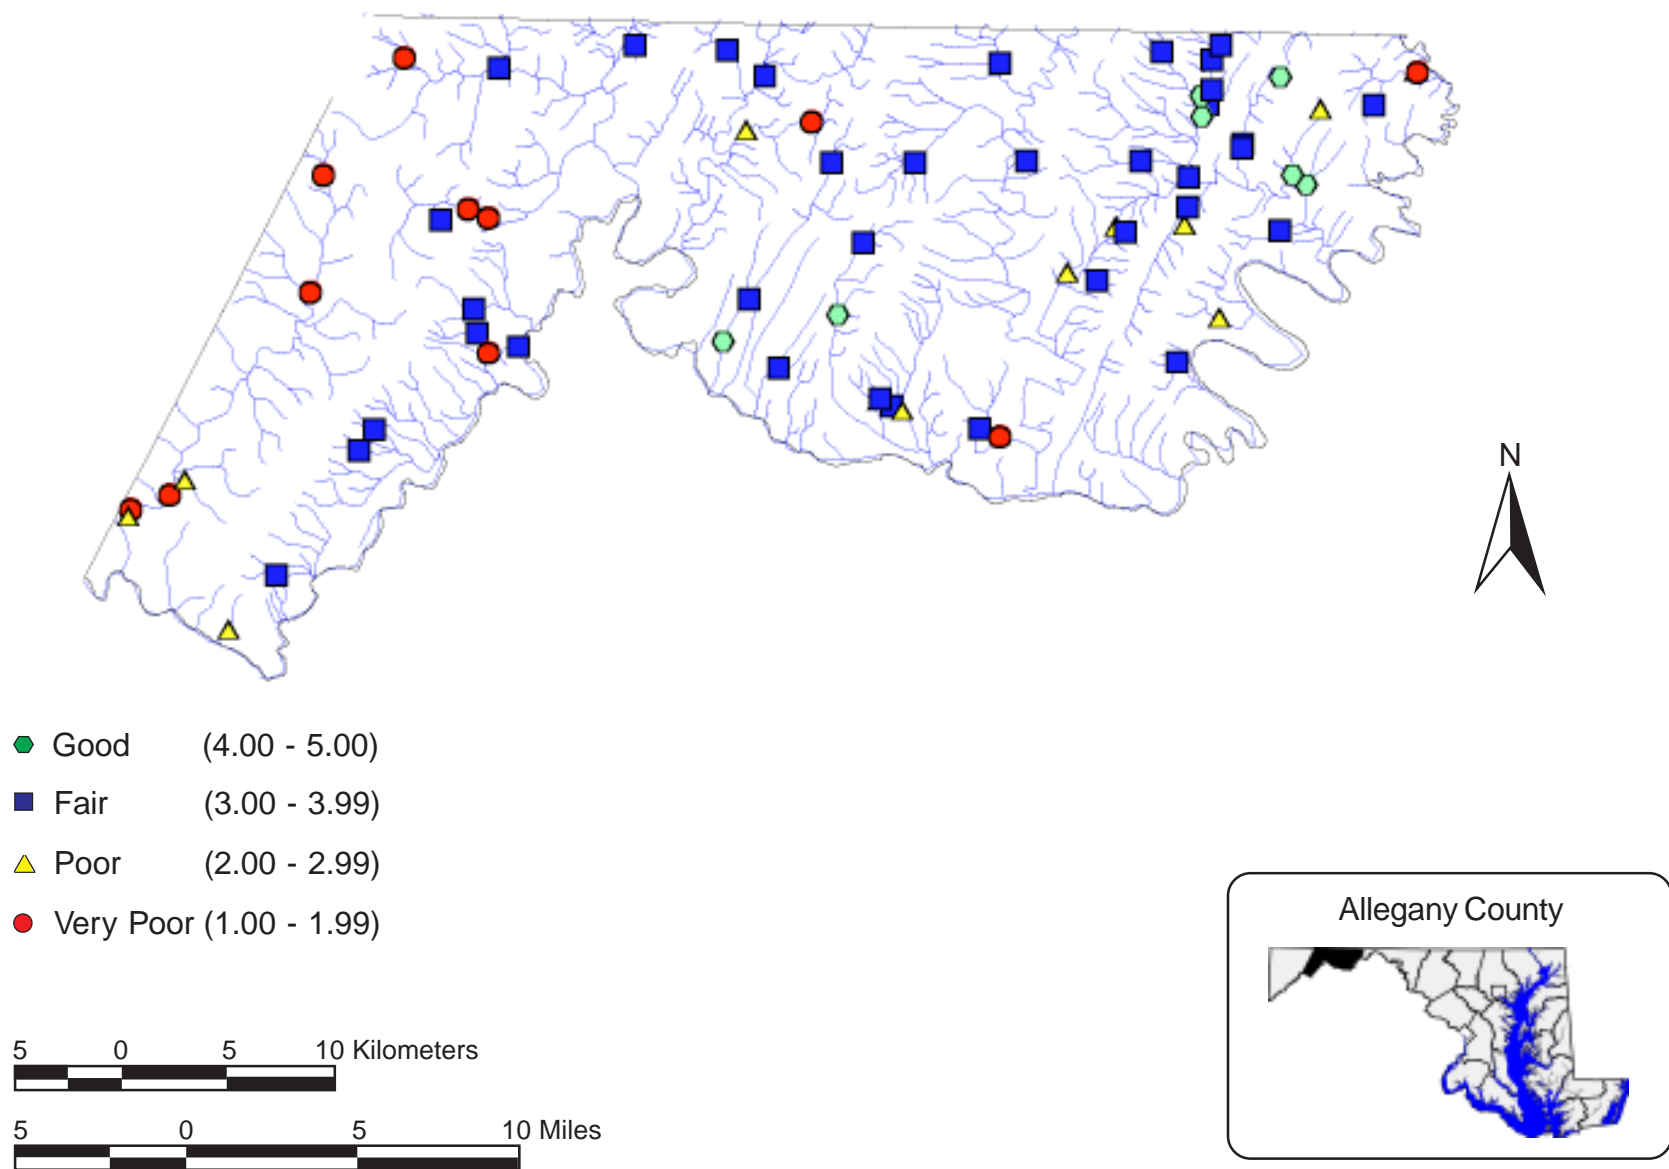 N
Good (4.00 - 5.00)
Fair (3.00 - 3.99)
Poor (2.00 - 2.99)
Very Poor (1.00 - 1.99)
Allegany County
5 0 5 10 Kilometers
5 0 5 10 Miles